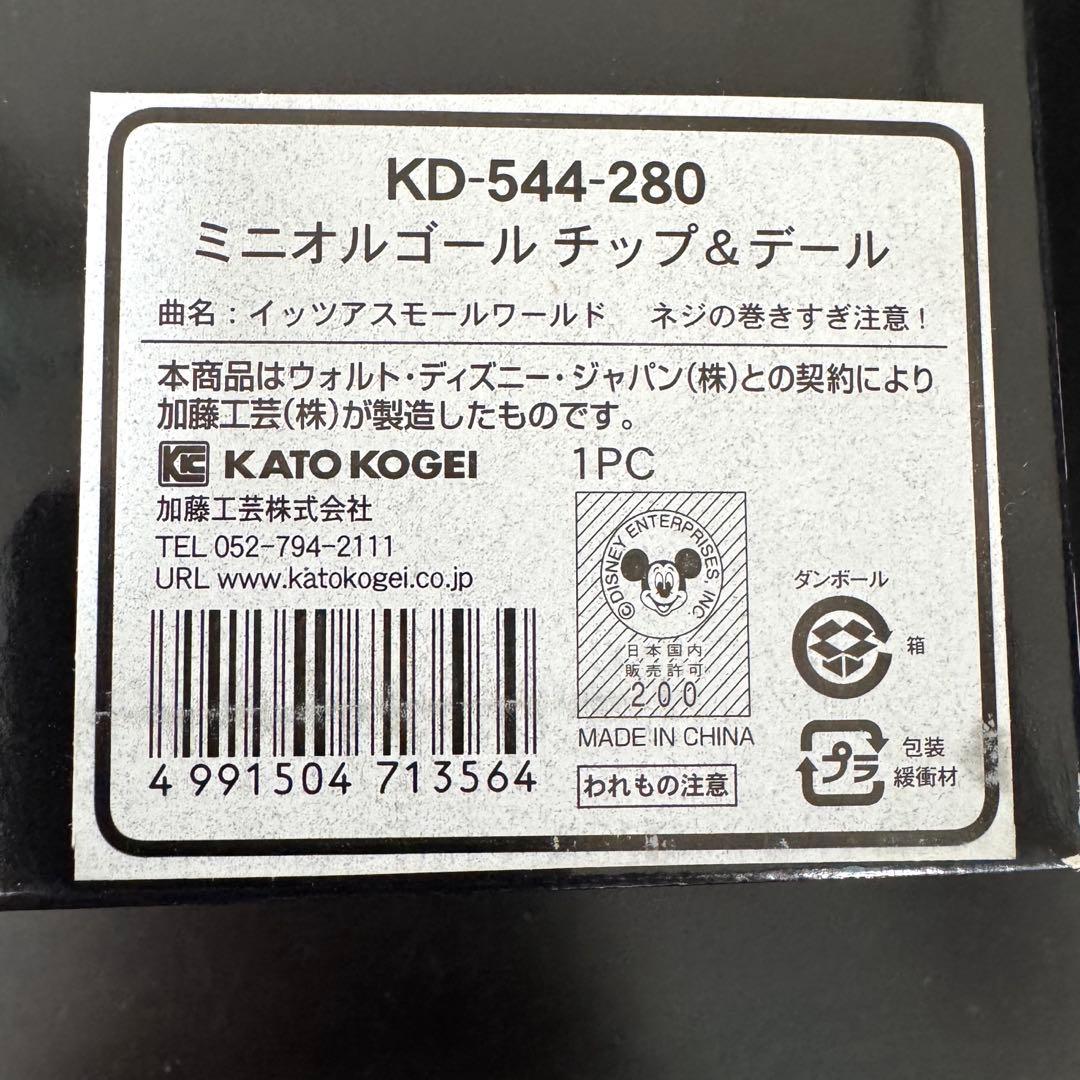 KD-544-280
ミニオルゴール チップ&デール
曲名：イッツアスモールワールド　ネジの巻きすぎ注意！
本商品はウォルト・ディズニー・ジャパン(株)との契約により
加藤工芸(株)が製造したものです。
KATO KOGEI
加藤工芸株式会社
TEL 052-794-2111
URL www.katokogei.co.jp
4 991504 713564
1PC
©DISNEY ENTERPRISES, INC.
日本国内
販売許可
200
MADE IN CHINA
われもの注意
ダンボール
箱
プラ
包装
緩衝材